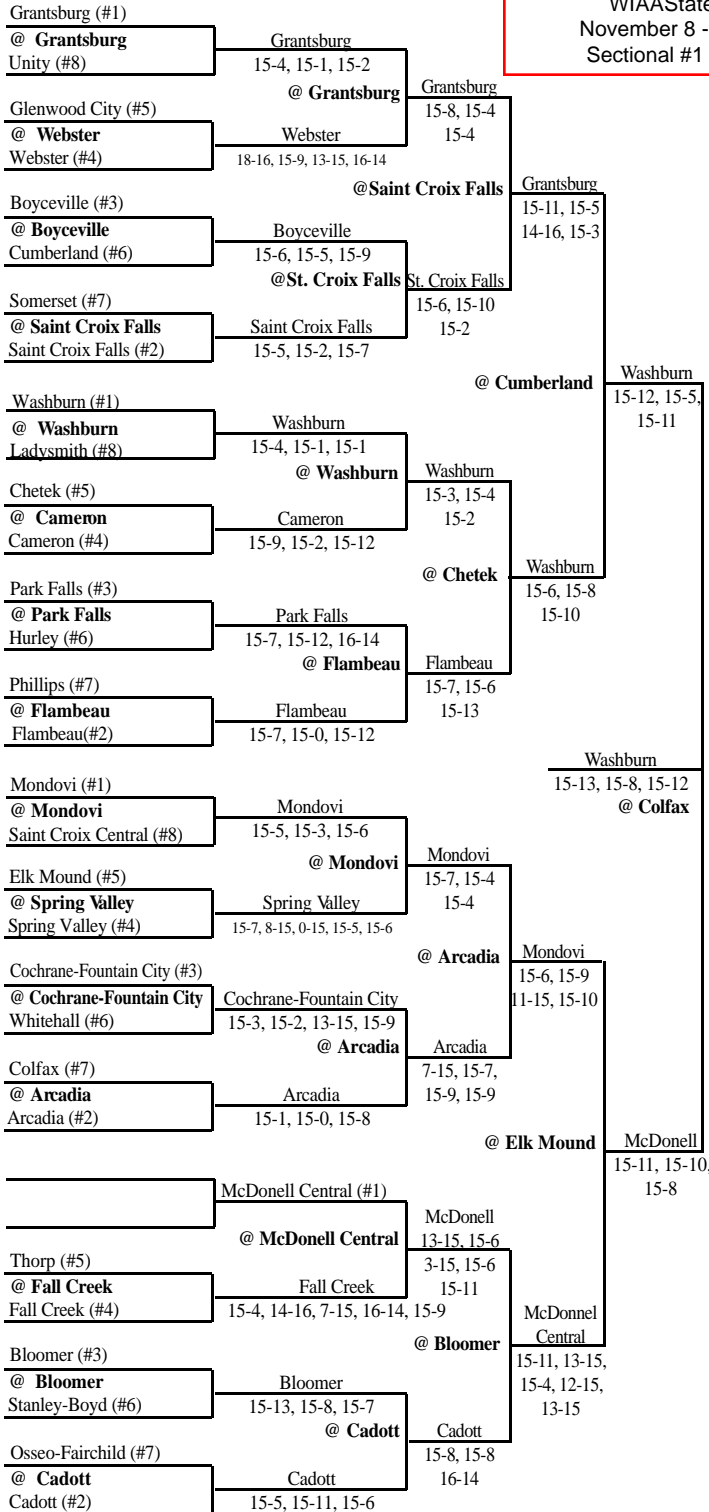 WIAAState
November 8 -
Sectional #1
Grantsburg (#1)
@ Grantsburg
Unity (#8)
Grantsburg
15-4, 15-1, 15-2
@ Grantsburg
Grantsburg
15-8, 15-4
15-4
Glenwood City (#5)
@ Webster
Webster (#4)
Webster
18-16, 15-9, 13-15, 16-14
@Saint Croix Falls
Grantsburg
15-11, 15-5
14-16, 15-3
Boyceville (#3)
@ Boyceville
Cumberland (#6)
Boyceville
15-6, 15-5, 15-9
@St. Croix Falls
St. Croix Falls
15-6, 15-10
15-2
Somerset (#7)
@ Saint Croix Falls
Saint Croix Falls (#2)
Saint Croix Falls
15-5, 15-2, 15-7
@ Cumberland
Washburn
15-12, 15-5,
15-11
Washburn (#1)
@ Washburn
Ladysmith (#8)
Washburn
15-4, 15-1, 15-1
@ Washburn
Washburn
15-3, 15-4
15-2
Chetek (#5)
@ Cameron
Cameron (#4)
Cameron
15-9, 15-2, 15-12
@ Chetek
Washburn
15-6, 15-8
15-10
Park Falls (#3)
@ Park Falls
Hurley (#6)
Park Falls
15-7, 15-12, 16-14
@ Flambeau
Flambeau
15-7, 15-6
15-13
Phillips (#7)
@ Flambeau
Flambeau(#2)
Flambeau
15-7, 15-0, 15-12
Washburn
15-13, 15-8, 15-12
@ Colfax
Mondovi (#1)
@ Mondovi
Saint Croix Central (#8)
Mondovi
15-5, 15-3, 15-6
@ Mondovi
Mondovi
15-7, 15-4
15-4
Elk Mound (#5)
@ Spring Valley
Spring Valley (#4)
Spring Valley
15-7, 8-15, 0-15, 15-5, 15-6
@ Arcadia
Mondovi
15-6, 15-9
11-15, 15-10
Cochrane-Fountain City (#3)
@ Cochrane-Fountain City
Whitehall (#6)
Cochrane-Fountain City
15-3, 15-2, 13-15, 15-9
@ Arcadia
Arcadia
7-15, 15-7,
15-9, 15-9
Colfax (#7)
@ Arcadia
Arcadia (#2)
Arcadia
15-1, 15-0, 15-8
@ Elk Mound
McDonell
15-11, 15-10,
15-8
McDonell Central (#1)
@ McDonell Central
McDonell
13-15, 15-6
3-15, 15-6
15-11
Thorp (#5)
@ Fall Creek
Fall Creek (#4)
Fall Creek
15-4, 14-16, 7-15, 16-14, 15-9
@ Bloomer
McDonnel
Central
15-11, 13-15,
15-4, 12-15,
13-15
Bloomer (#3)
@ Bloomer
Stanley-Boyd (#6)
Bloomer
15-13, 15-8, 15-7
@ Cadott
Cadott
15-8, 15-8
16-14
Osseo-Fairchild (#7)
@ Cadott
Cadott (#2)
Cadott
15-5, 15-11, 15-6